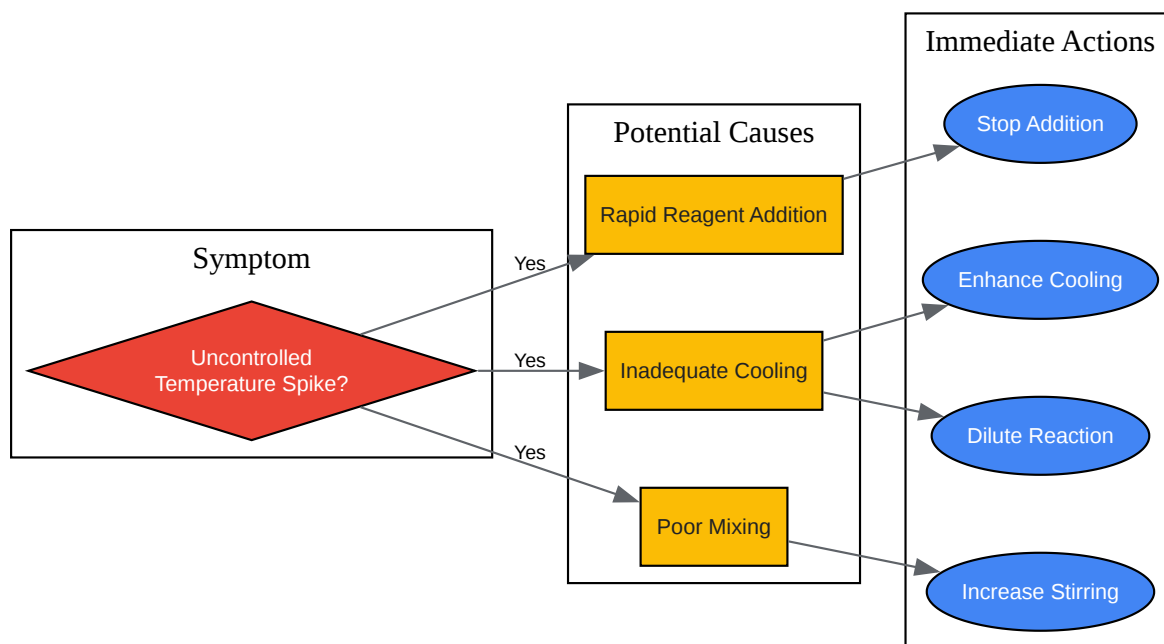 Symptom
Uncontrolled
Temperature Spike?
Yes
Yes
Yes
Potential Causes
Rapid Reagent Addition
Inadequate Cooling
Poor Mixing
Immediate Actions
Stop Addition
Enhance Cooling
Dilute Reaction
Increase Stirring